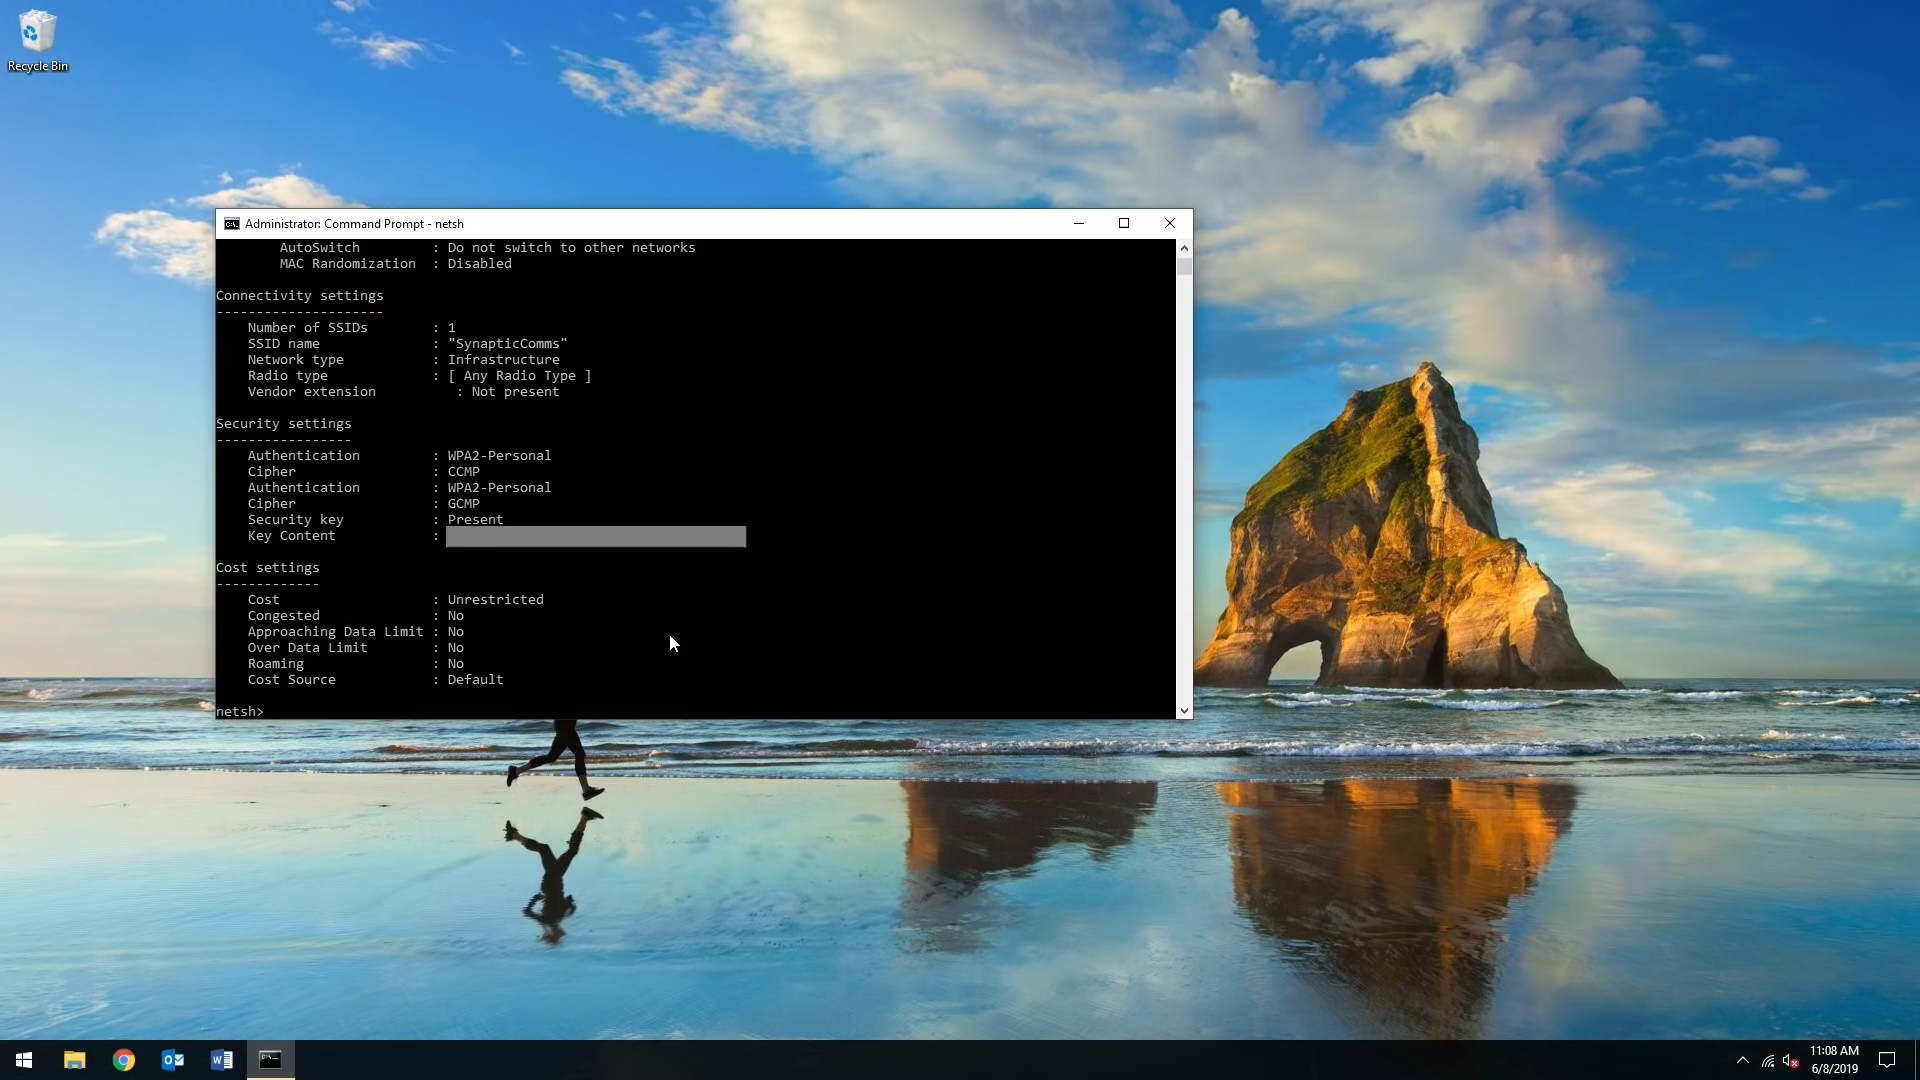 Recycle Bin
Administrator: Command Prompt - netsh
AutoSwitch : Do not switch to other networks
MAC Randomization : Disabled
Connectivity settings
---------------------
Number of SSIDs : 1
SSID name : "SynapticComms"
Network type : Infrastructure
Radio type : [ Any Radio Type ]
Vendor extension : Not present
Security settings
-----------------
Authentication : WPA2-Personal
Cipher : CCMP
Authentication : WPA2-Personal
Cipher : GCMP
Security key : Present
Key Content :
Cost settings
-------------
Cost : Unrestricted
Congested : No
Approaching Data Limit : No
Over Data Limit : No
Roaming : No
Cost Source : Default
netsh>
11:08 AM
6/8/2019